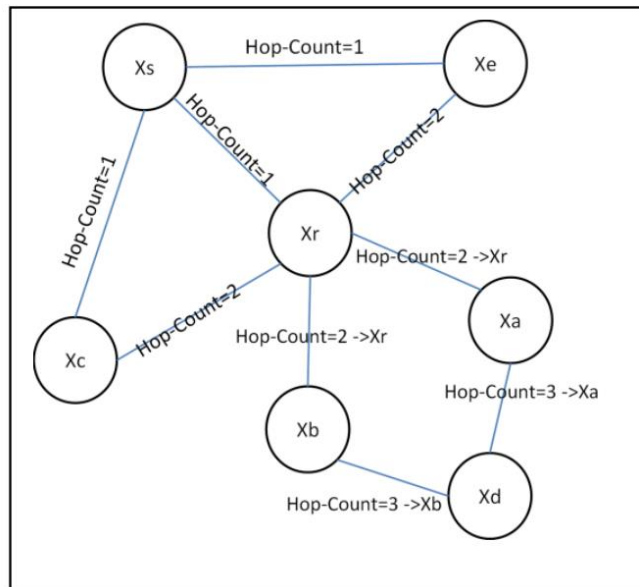 Hop-Count=1
Xs
Xe
Hop-Count=1
Hop-Count=2
Hop-Count=1
Xr
Hop-Count=2 ->Xr
Hop-Count=2
Xa
Hop-Count=2 ->Xr
Xc
Hop-Count=3 ->Xa
Xb
Xd
Hop-Count=3 ->Xb